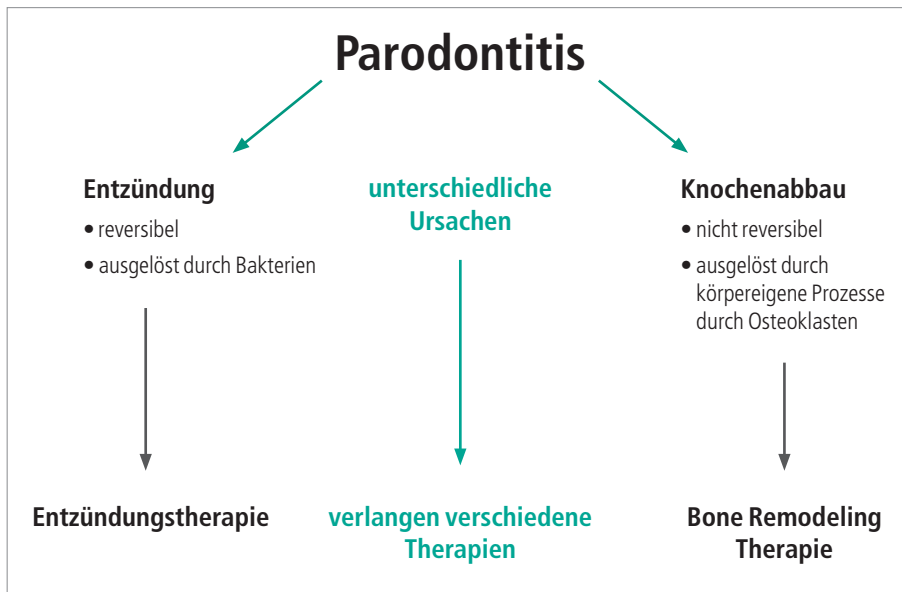 Parodontitis
Entzündung
• reversibel
• ausgelöst durch Bakterien
unterschiedliche
Ursachen
Knochenabbau
• nicht reversibel
• ausgelöst durch
körpereigene Prozesse
durch Osteoklasten
Entzündungstherapie
verlangen verschiedene
Therapien
Bone Remodeling
Therapie